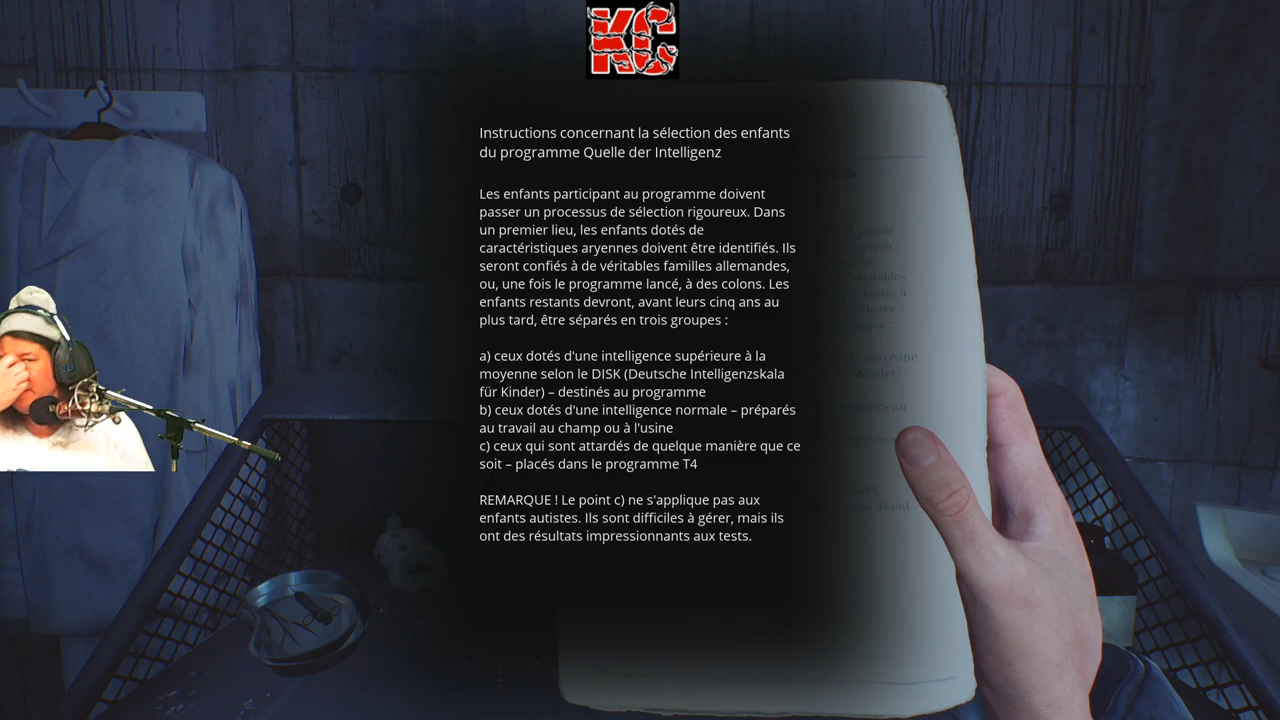 KC
Instructions concernant la sélection des enfants
du programme Quelle der Intelligenz
Les enfants participant au programme doivent
passer un processus de sélection rigoureux. Dans
un premier lieu, les enfants dotés de
caractéristiques aryennes doivent être identifiés. Ils
seront confiés à de véritables familles allemandes,
ou, une fois le programme lancé, à des colons. Les
enfants restants devront, avant leurs cinq ans au
plus tard, être séparés en trois groupes :
a) ceux dotés d'une intelligence supérieure à la
moyenne selon le DISK (Deutsche Intelligenzskala
für Kinder) – destinés au programme
b) ceux dotés d'une intelligence normale – préparés
au travail au champ ou à l'usine
c) ceux qui sont attardés de quelque manière que ce
soit – placés dans le programme T4
REMARQUE ! Le point c) ne s'applique pas aux
enfants autistes. Ils sont difficiles à gérer, mais ils
ont des résultats impressionnants aux tests.